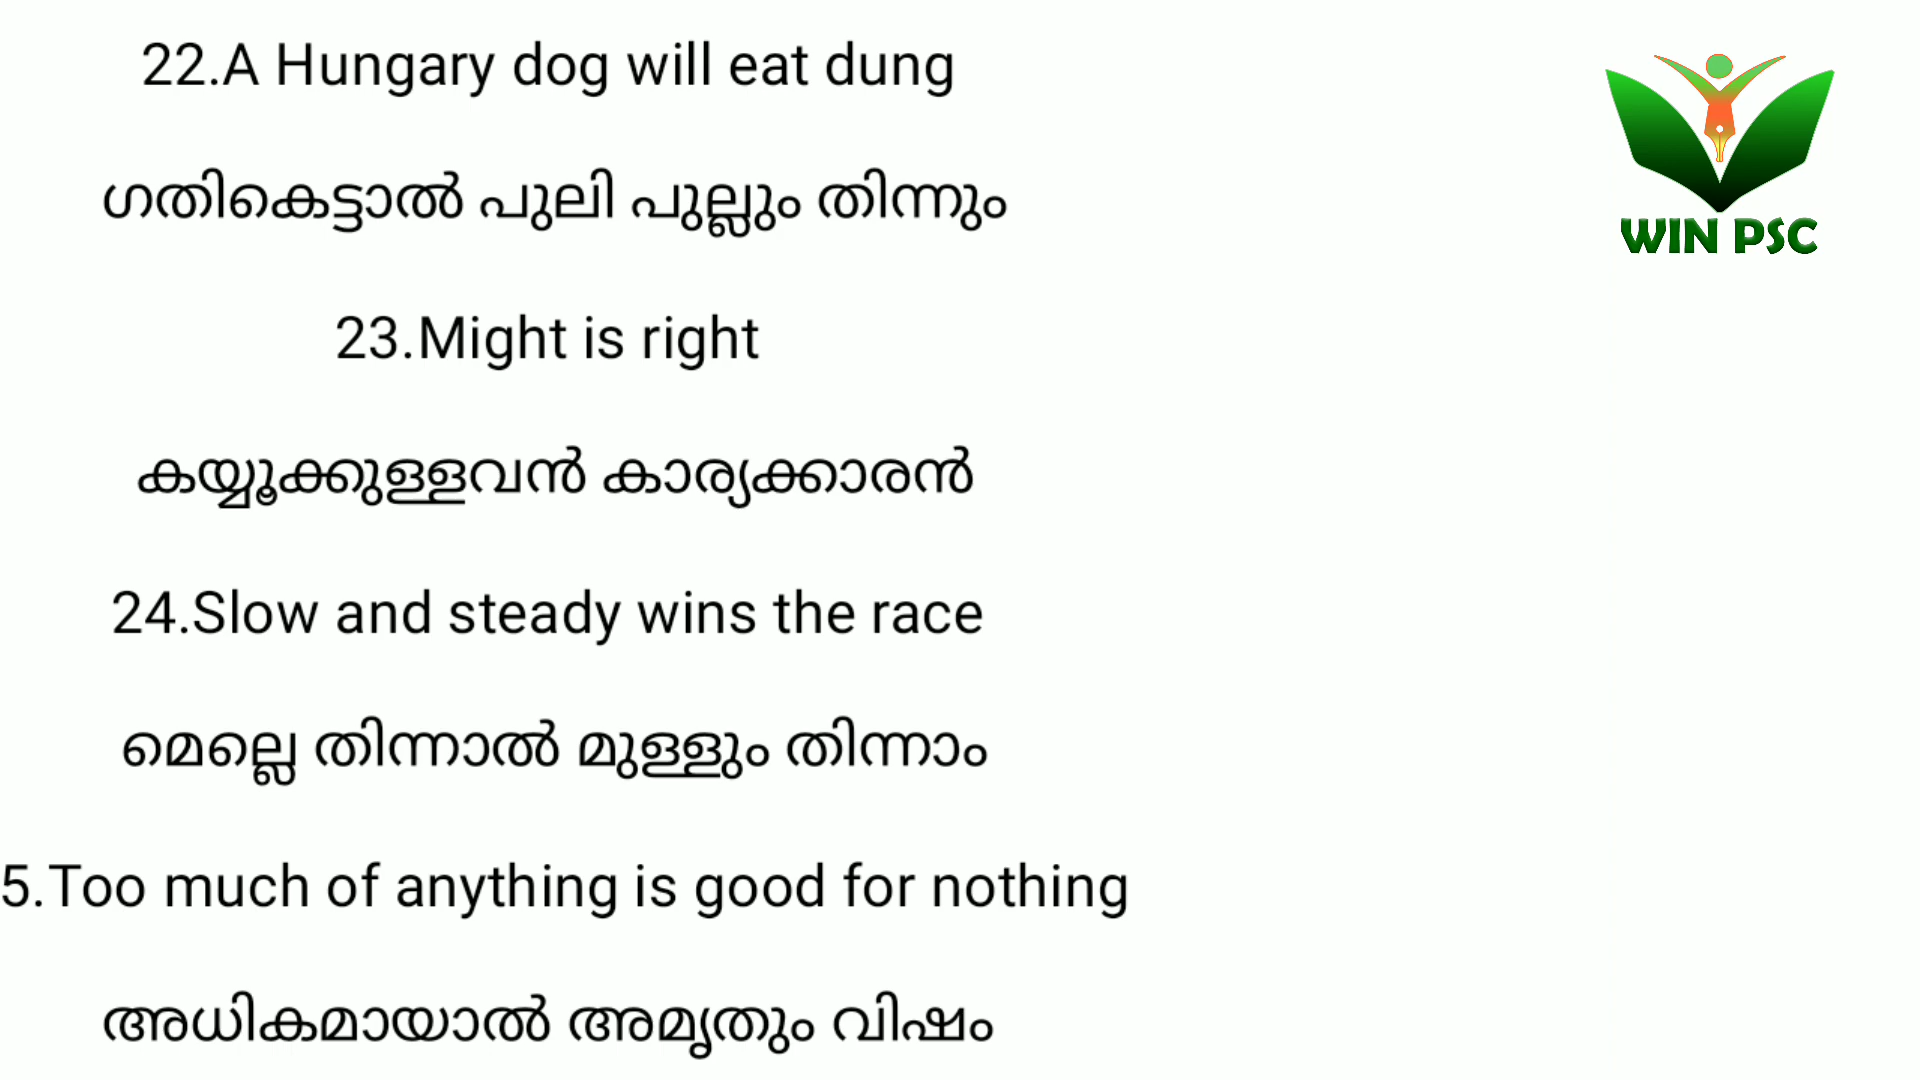 22.A Hungary dog will eat dung
ഗതികെട്ടാൽ പുലി പുല്ലും തിന്നും
23.Might is right
കയ്യൂക്കുള്ളവൻ കാര്യക്കാരൻ
24.Slow and steady wins the race
മെല്ലെ തിന്നാൽ മുള്ളും തിന്നാം
5.Too much of anything is good for nothing
അധികമായാൽ അമൃതും വിഷം
WIN PSC